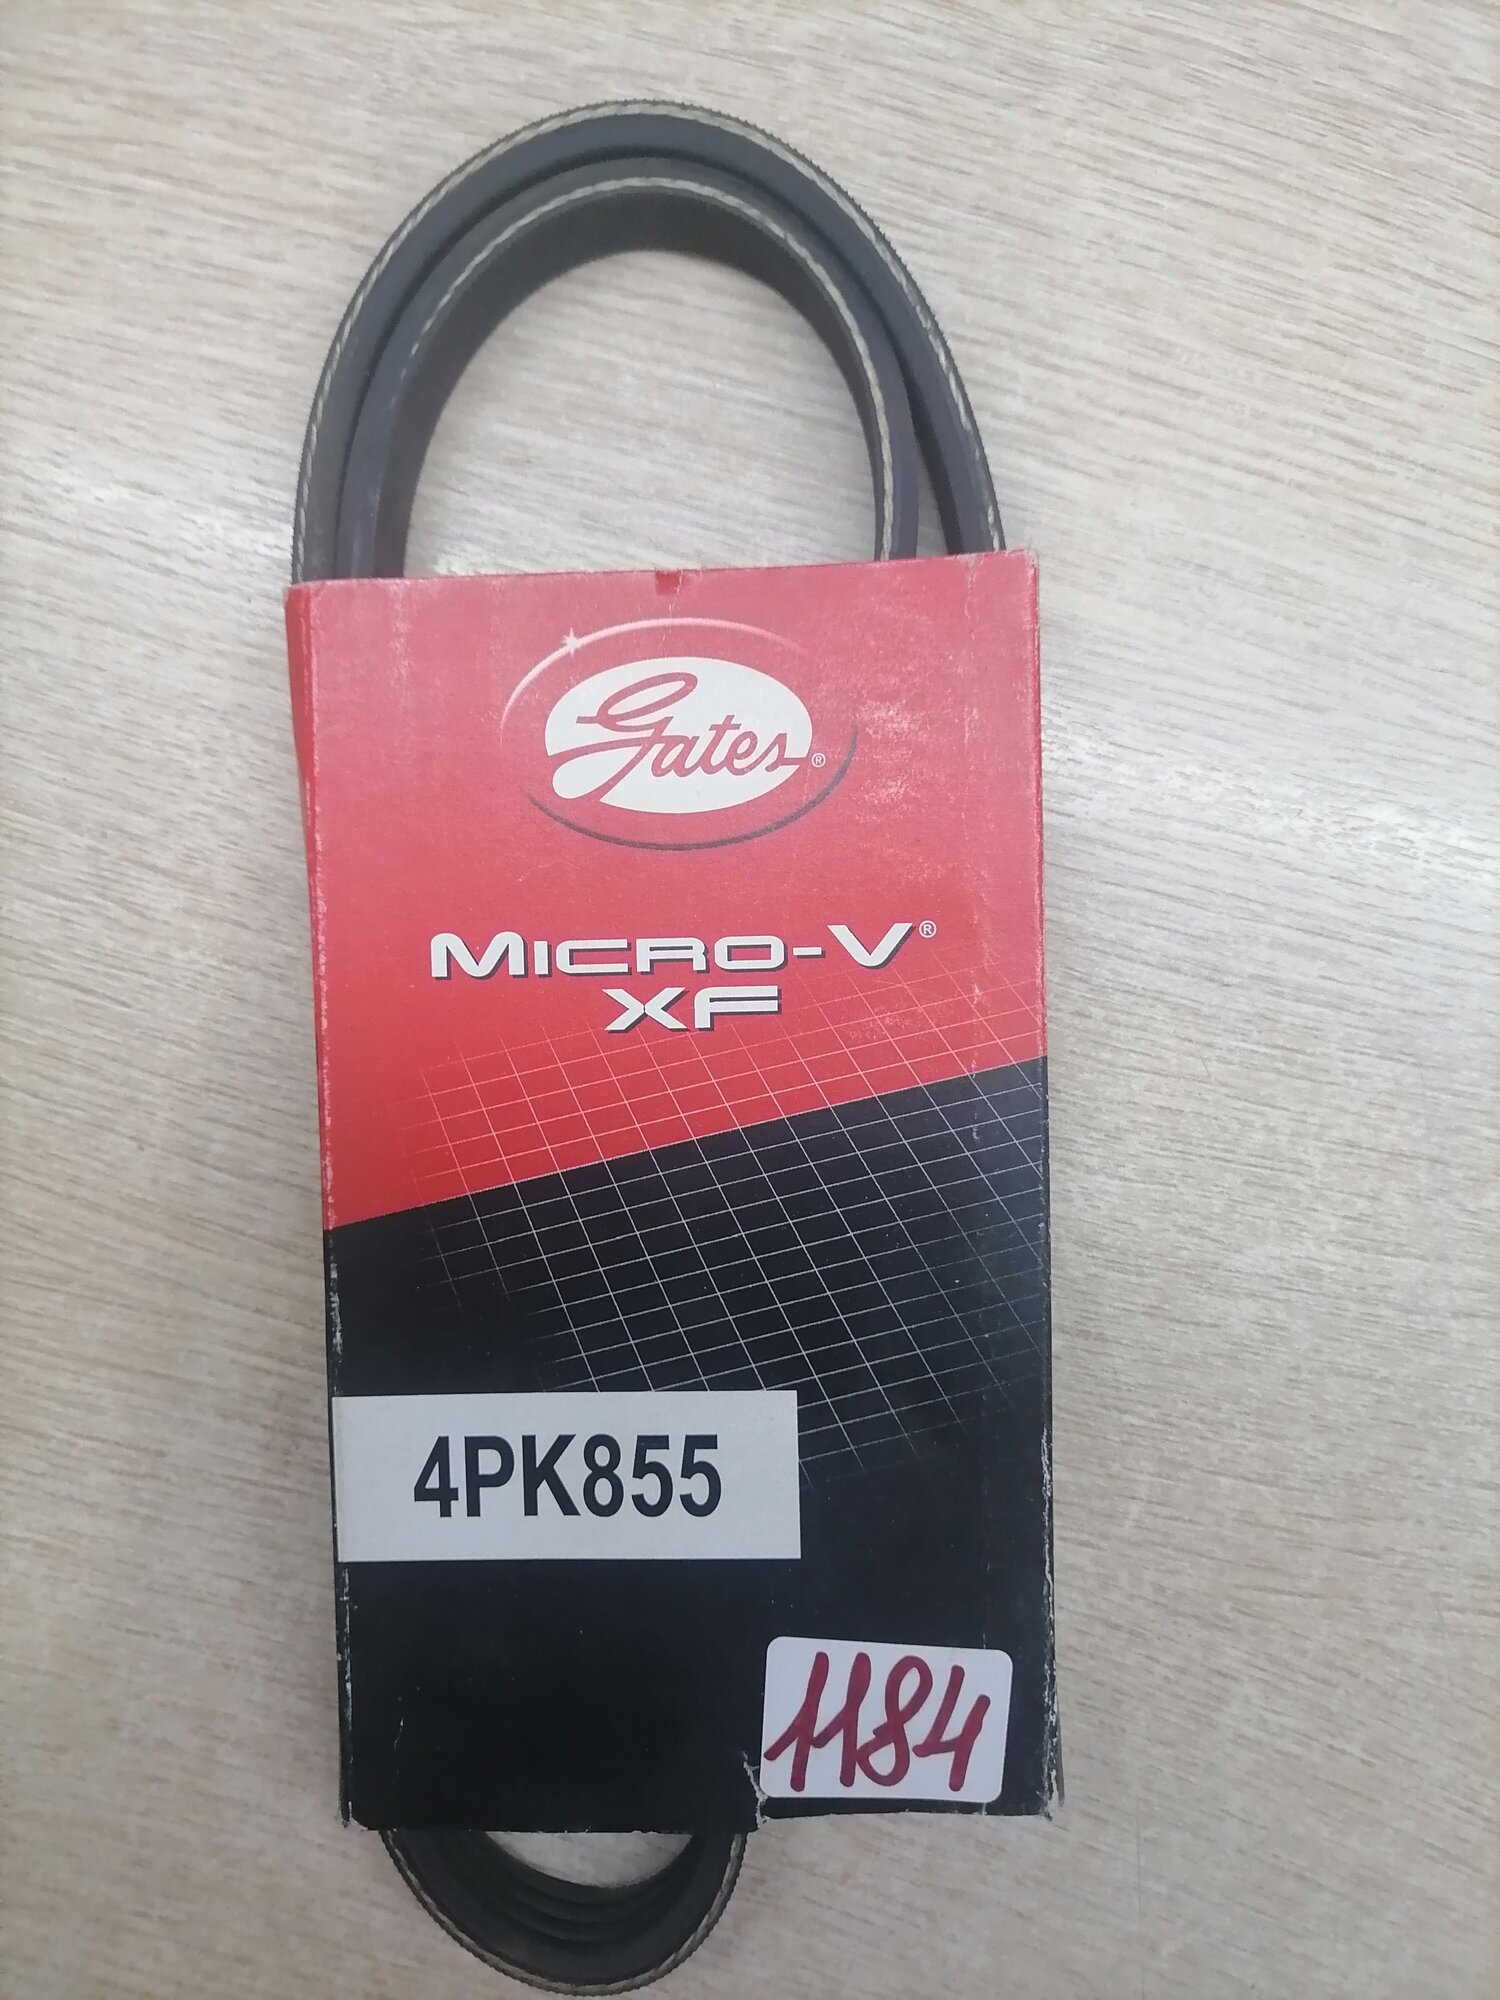 Gates®
MICRO-V®
XF
4PK855
1184